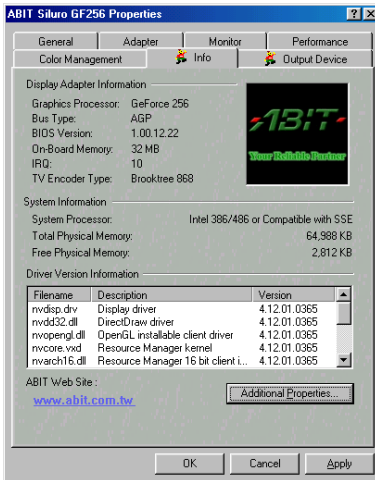 ABIT Siluro GF256 Properties
General Adapter Monitor Performance
Color Management Info Output Device
Display Adapter Information
Graphics Processor: GeForce 256
Bus Type: AGP
BIOS Version: 1.00.12.22
On-Board Memory: 32 MB
IRQ: 10
TV Encoder Type: Brooktree 868
ABIT
Your Reliable Partner
System Information
System Processor: Intel 386/486 or Compatible with SSE
Total Physical Memory: 64,988 KB
Free Physical Memory: 2,812 KB
Driver Version Information
Filename Description Version
nvdisp.drv Display driver 4.12.01.0365
nvdd32.dll DirectDraw driver 4.12.01.0365
nvopengl.dll OpenGL installable client driver 4.12.01.0365
nvcore.vxd Resource Manager kernel 4.12.01.0365
nvarch16.dll Resource Manager 16 bit client i... 4.12.01.0365
ABIT Web Site :
www.abit.com.tw
Additional Properties...
OK Cancel Apply